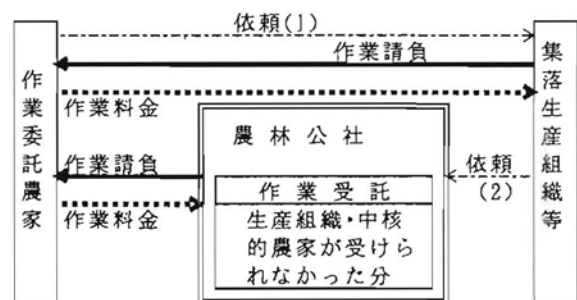 依頼(1)
作業請負
作業料金
作業委託農家
集落生産組織等
農林公社
作業請負
依頼
(2)
作業受託
作業料金
生産組織・中核
的農家が受けら
れなかった分